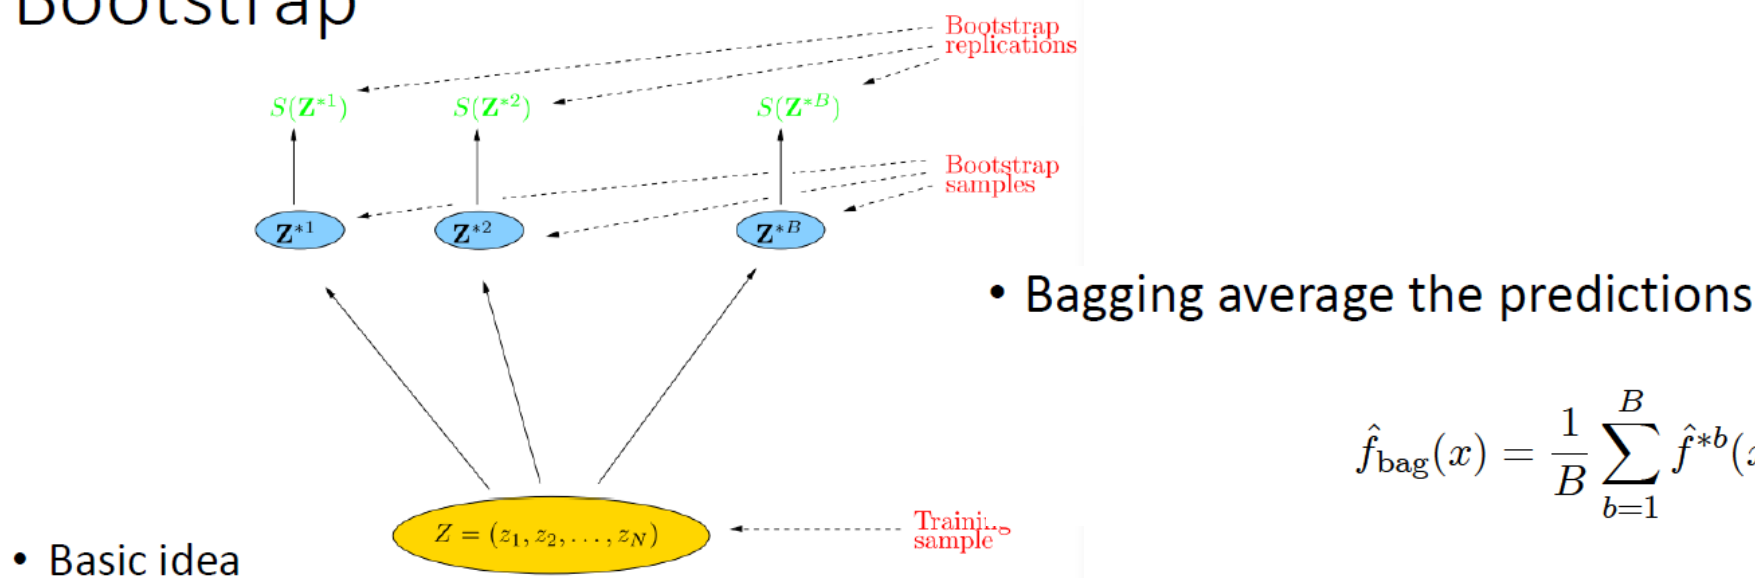 Bootstrap
Bootstrap
replications
S(Z*1) S(Z*2) S(Z*B)
Bootstrap
samples
Z*1 Z*2 Z*B
• Bagging average the predictions
f̂bag(x) = 1/B ∑_{b=1}^{B} f̂*b(
Z = (z1, z2, . . . , zN)
Training
sample
• Basic idea